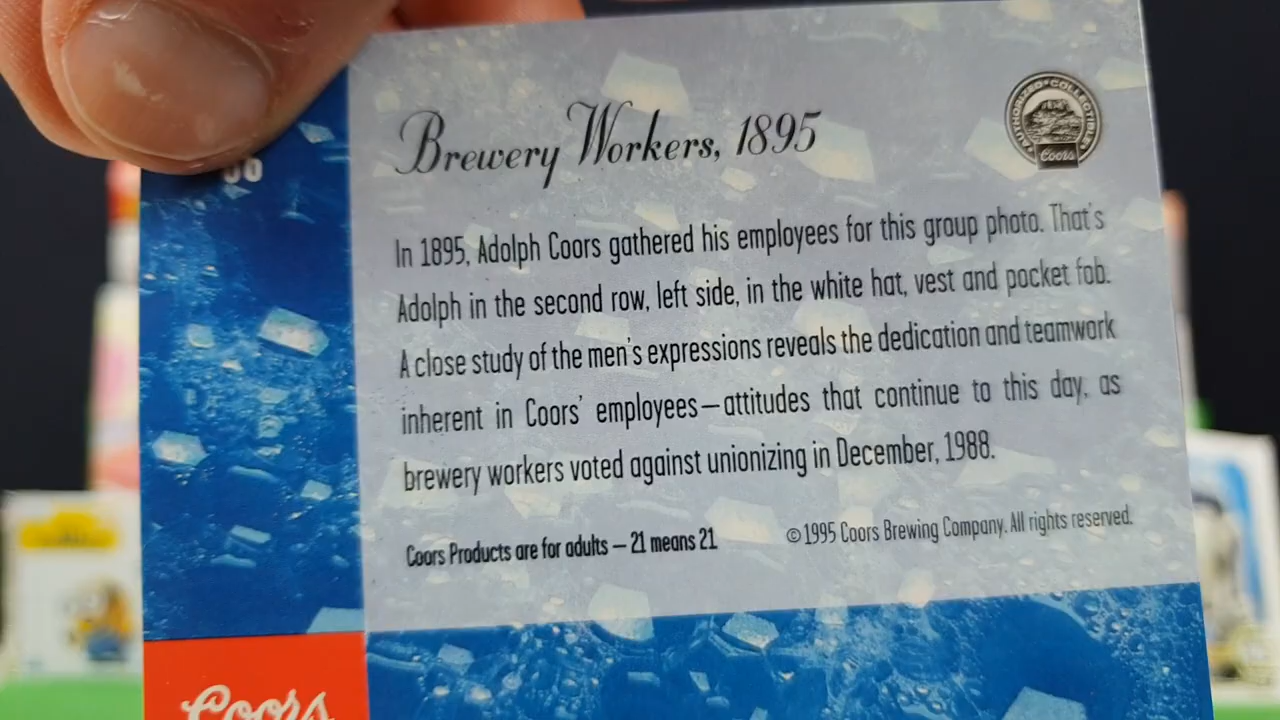 Brewery Workers, 1895
AUTHORIZED COLLECTIBLES
Coors
In 1895, Adolph Coors gathered his employees for this group photo. That's
Adolph in the second row, left side, in the white hat, vest and pocket fob.
A close study of the men's expressions reveals the dedication and teamwork
inherent in Coors' employees—attitudes that continue to this day, as
brewery workers voted against unionizing in December, 1988.
Coors Products are for adults – 21 means 21
©1995 Coors Brewing Company. All rights reserved.
Coors